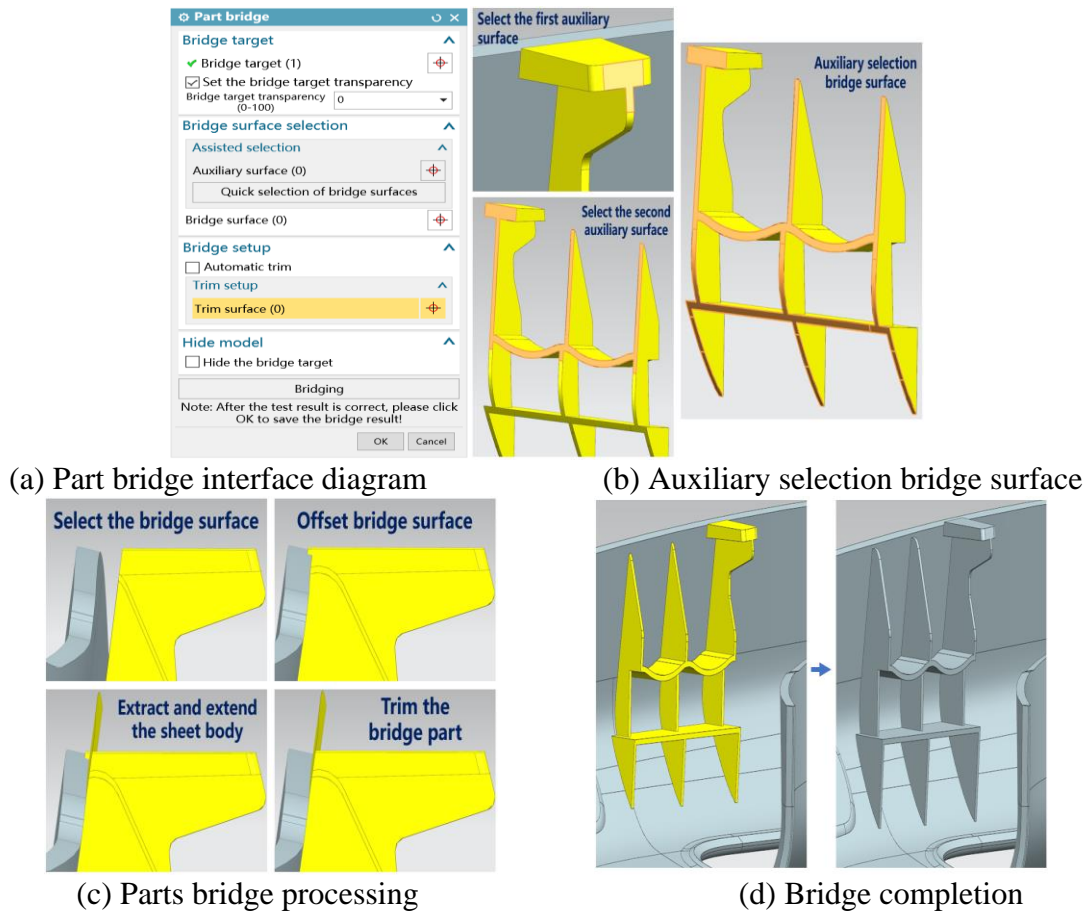 Part bridge
Bridge target
Bridge target (1)
Set the bridge target transparency
Bridge target transparency
(0-100)
0
Bridge surface selection
Assisted selection
Auxiliary surface (0)
Quick selection of bridge surfaces
Bridge surface (0)
Bridge setup
Automatic trim
Trim setup
Trim surface (0)
Hide model
Hide the bridge target
Bridging
Note: After the test result is correct, please click
OK to save the bridge result!
OK
Cancel
Select the first auxiliary
surface
Select the second
auxiliary surface
Auxiliary selection
bridge surface
(a) Part bridge interface diagram
(b) Auxiliary selection bridge surface
Select the bridge surface
Offset bridge surface
Extract and extend
the sheet body
Trim the
bridge part
(c) Parts bridge processing
(d) Bridge completion